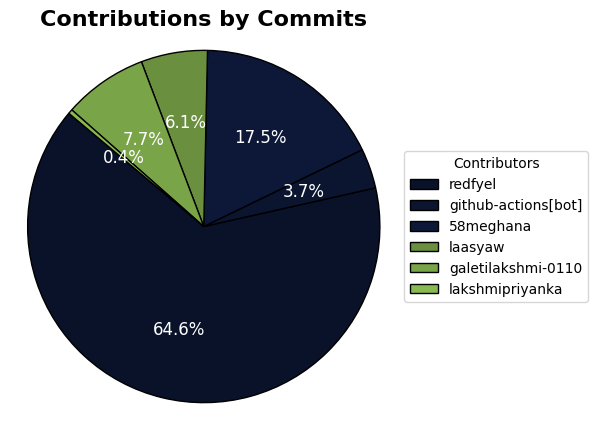 Contributions by Commits
17.5%
6.1%
7.7%
0.4%
3.7%
64.6%
Contributors
redfyel
github-actions[bot]
58meghana
laasyaw
galetilakshmi-0110
lakshmipriyanka